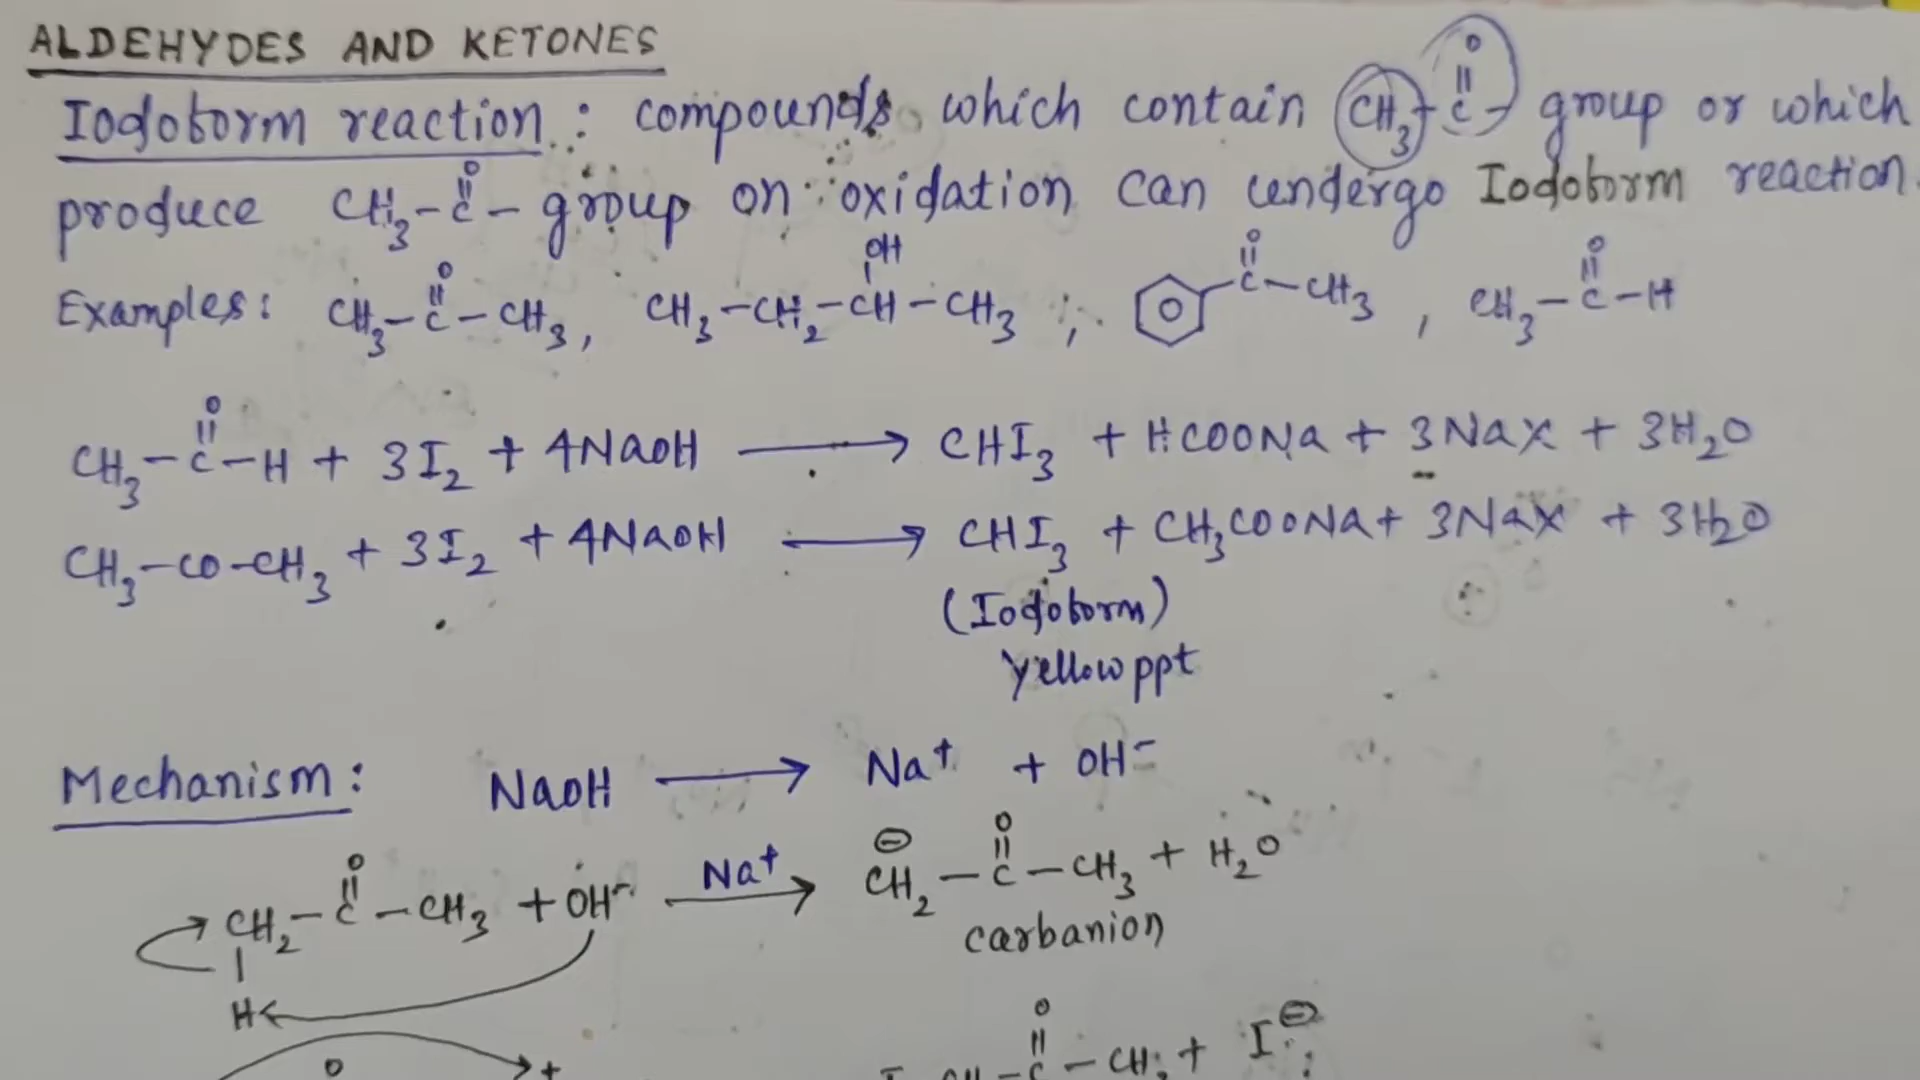 ALDEHYDES AND KETONES
Iodoform reaction : compounds which contain CH₃-C(=O)- group or which
produce CH₃-C(=O)- group on oxidation can undergo Iodoform reaction.
Examples: CH₃-C(=O)-CH₃, CH₃-CH₂-CH(OH)-CH₃, ⌬-C(=O)-CH₃, CH₃-C(=O)-H
CH₃-C(=O)-H + 3I₂ + 4NaOH → CHI₃ + HCOONa + 3NaX + 3H₂O
CH₃-CO-CH₃ + 3I₂ + 4NaOH → CHI₃ + CH₃COONa + 3NaX + 3H₂O
(Iodoform)
yellow ppt
Mechanism: NaOH → Na⁺ + OH⁻
CH₂(H)-C(=O)-CH₃ + OH⁻ —Na⁺→ ⊖CH₂-C(=O)-CH₃ + H₂O
carbanion